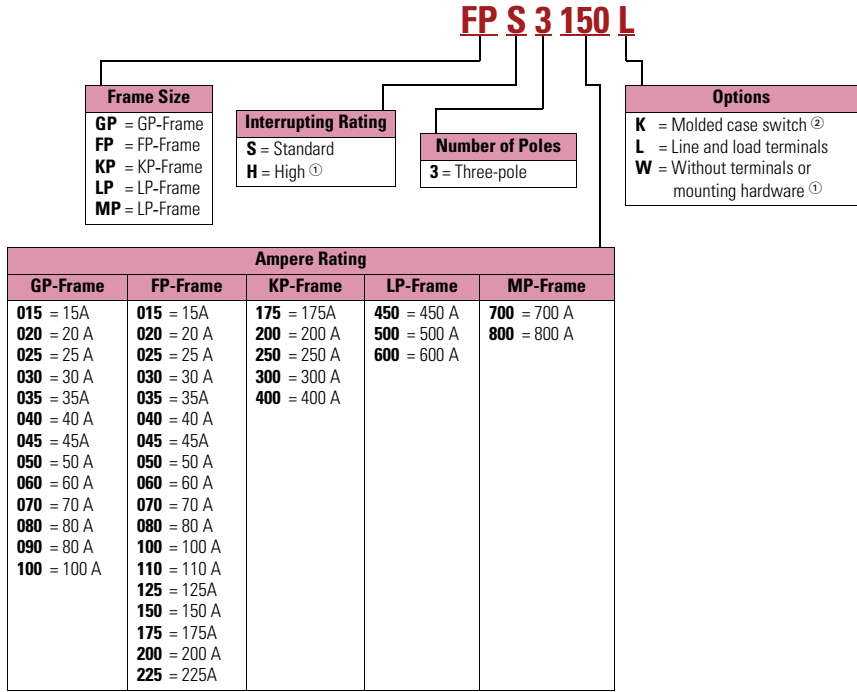 FP S 3 150 L
Frame Size
GP = GP-Frame
FP = FP-Frame
KP = KP-Frame
LP = LP-Frame
MP = LP-Frame
Interrupting Rating
S = Standard
H = High ①
Number of Poles
3 = Three-pole
Options
K = Molded case switch ②
L = Line and load terminals
W = Without terminals or
mounting hardware ①
Ampere Rating
GP-Frame
015 = 15A
020 = 20 A
025 = 25 A
030 = 30 A
035 = 35A
040 = 40 A
045 = 45A
050 = 50 A
060 = 60 A
070 = 70 A
080 = 80 A
090 = 80 A
100 = 100 A
FP-Frame
015 = 15A
020 = 20 A
025 = 25 A
030 = 30 A
035 = 35A
040 = 40 A
045 = 45A
050 = 50 A
060 = 60 A
070 = 70 A
080 = 80 A
100 = 100 A
110 = 110 A
125 = 125A
150 = 150 A
175 = 175A
200 = 200 A
225 = 225A
KP-Frame
175 = 175A
200 = 200 A
250 = 250 A
300 = 300 A
400 = 400 A
LP-Frame
450 = 450 A
500 = 500 A
600 = 600 A
MP-Frame
700 = 700 A
800 = 800 A